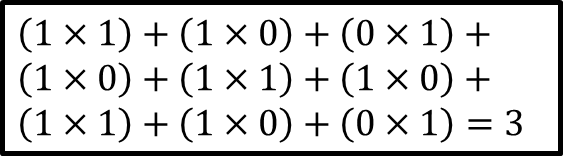 (1 × 1) + (1 × 0) + (0 × 1) +
(1 × 0) + (1 × 1) + (1 × 0) +
(1 × 1) + (1 × 0) + (0 × 1) = 3